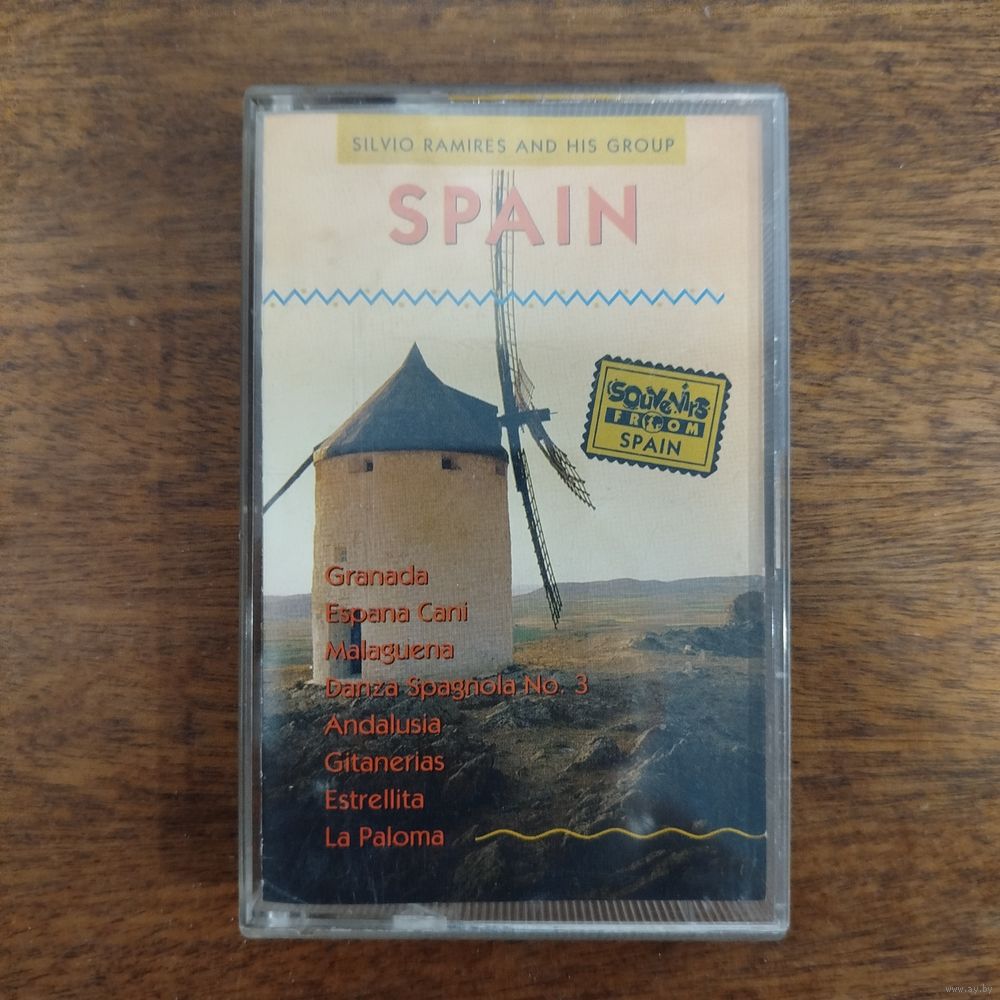 SILVIO RAMIRES AND HIS GROUP
SPAIN
SOUVENIRS
FROM
SPAIN
Granada
Espana Cani
Malaguena
Danza Spagnola No. 3
Andalusia
Gitanerias
Estrellita
La Paloma
www.ay.by